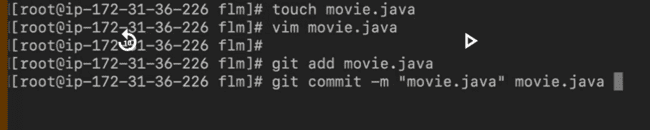 [root@ip-172-31-36-226 flm]# touch movie.java
[root@ip-172-31-36-226 flm]# vim movie.java
[root@ip-172-31-36-226 flm]#
[root@ip-172-31-36-226 flm]# git add movie.java
[root@ip-172-31-36-226 flm]# git commit -m "movie.java" movie.java